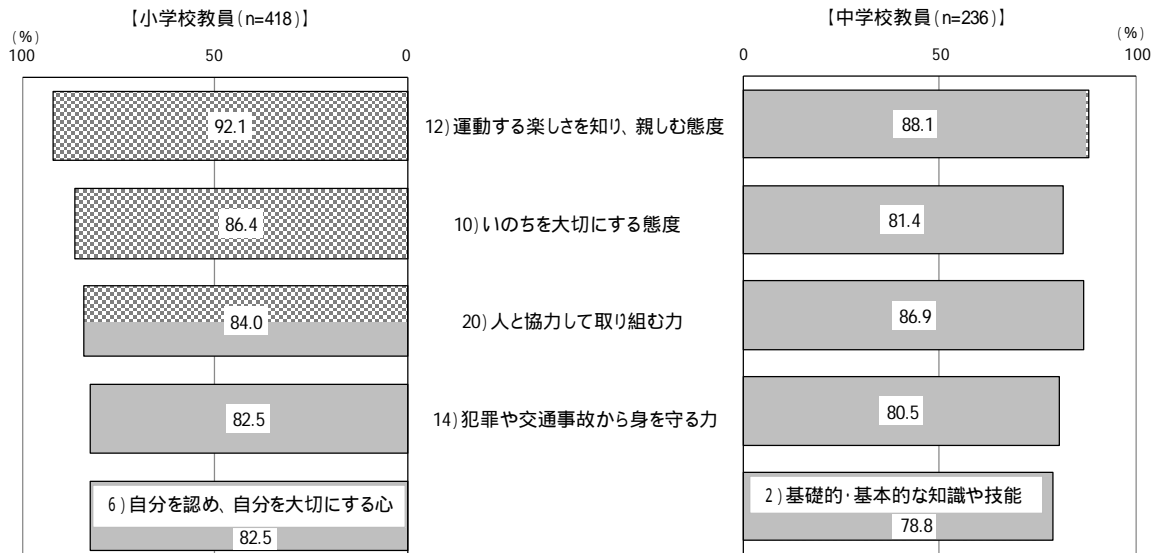 【小学校教員(n=418)】
【中学校教員(n=236)】
(%)
100 50 0
(%)
0 50 100
92.1 12)運動する楽しさを知り、親しむ態度 88.1
86.4 10)いのちを大切にする態度 81.4
84.0 20)人と協力して取り組む力 86.9
82.5 14)犯罪や交通事故から身を守る力 80.5
6)自分を認め、自分を大切にする心
82.5
2)基礎的・基本的な知識や技能
78.8